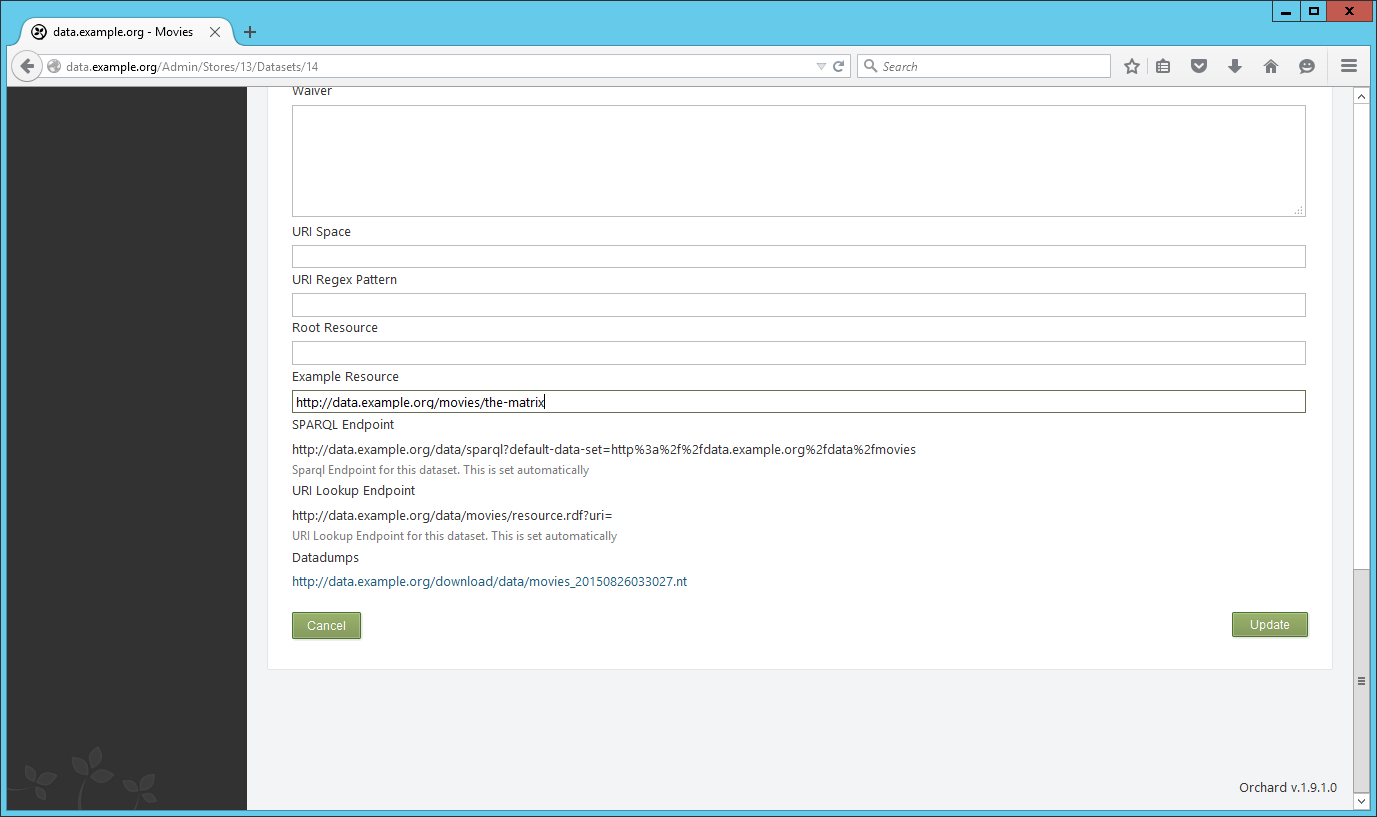 data.example.org - Movies
data.example.org/Admin/Stores/13/Datasets/14
Search
Waiver
URI Space
URI Regex Pattern
Root Resource
Example Resource
http://data.example.org/movies/the-matrix
SPARQL Endpoint
http://data.example.org/data/sparql?default-data-set=http%3a%2f%2fdata.example.org%2fdata%2fmovies
Sparql Endpoint for this dataset. This is set automatically
URI Lookup Endpoint
http://data.example.org/data/movies/resource.rdf?uri=
URI Lookup Endpoint for this dataset. This is set automatically
Datadumps
http://data.example.org/download/data/movies_20150826033027.nt
Cancel
Update
Orchard v.1.9.1.0